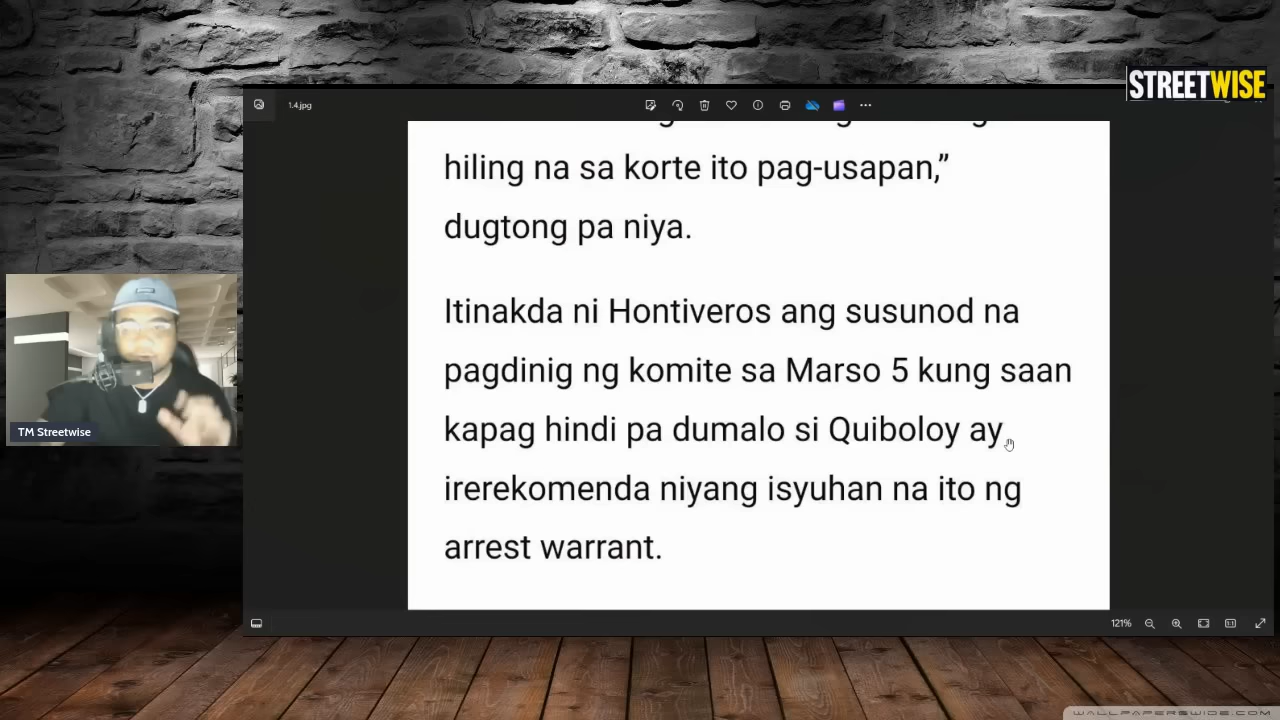 STREETWISE
1.4.jpg
hiling na sa korte ito pag-usapan,”
dugtong pa niya.
Itinakda ni Hontiveros ang susunod na
pagdinig ng komite sa Marso 5 kung saan
kapag hindi pa dumalo si Quiboloy ay
irerekomenda niyang isyuhan na ito ng
arrest warrant.
TM Streetwise
121%
WALLPAPERSWIDE.COM